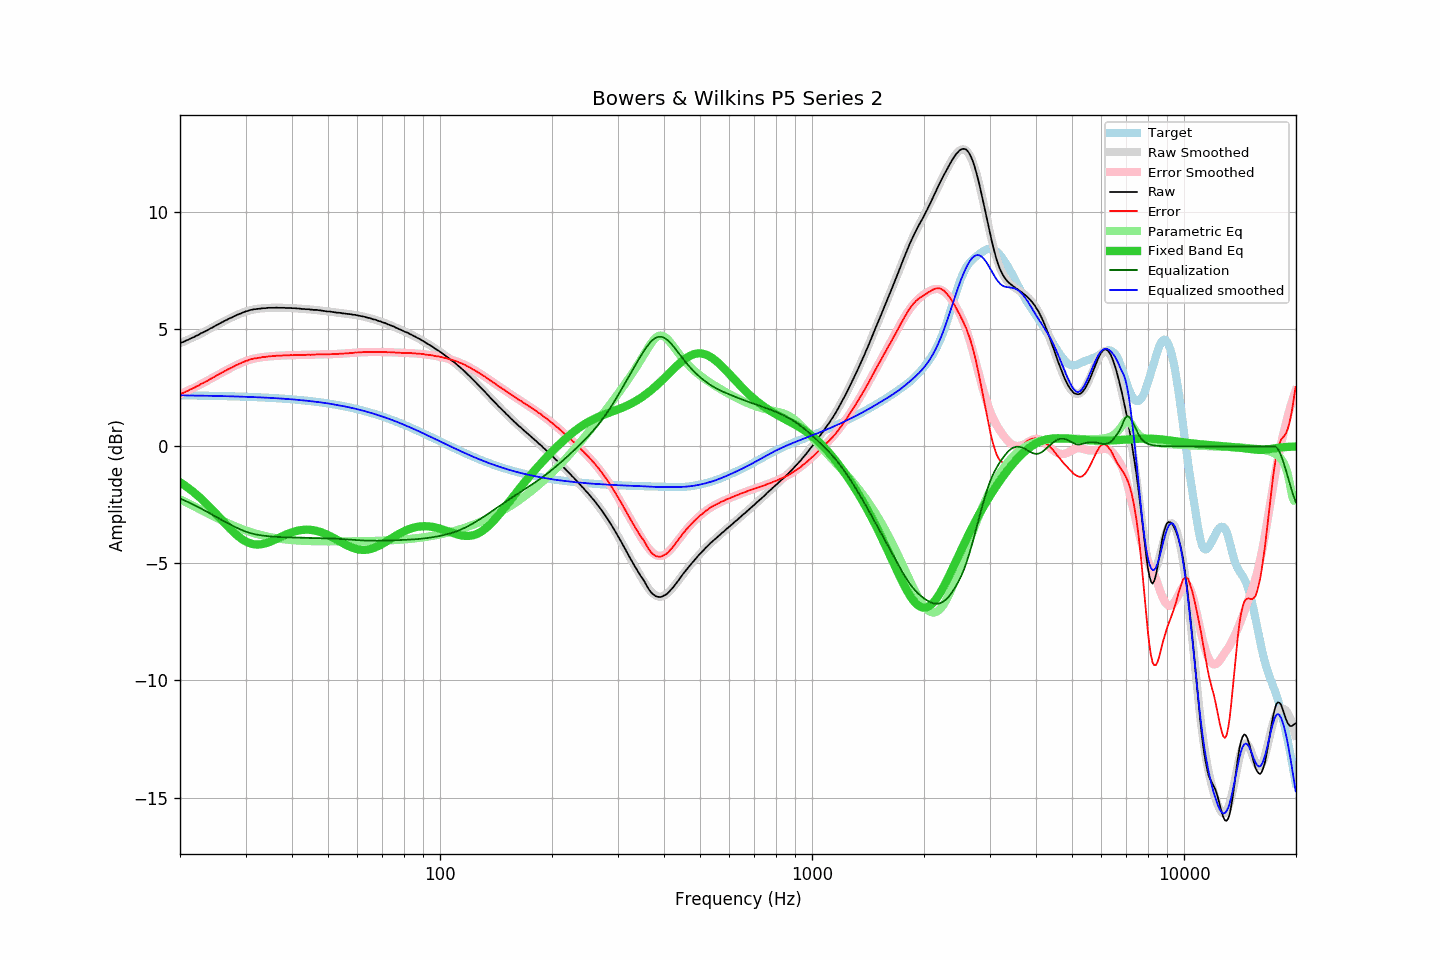 Bowers & Wilkins P5 Series 2
Amplitude (dBr)
10
5
0
−5
−10
−15
Target
Raw Smoothed
Error Smoothed
Raw
Error
Parametric Eq
Fixed Band Eq
Equalization
Equalized smoothed
100
1000
10000
Frequency (Hz)